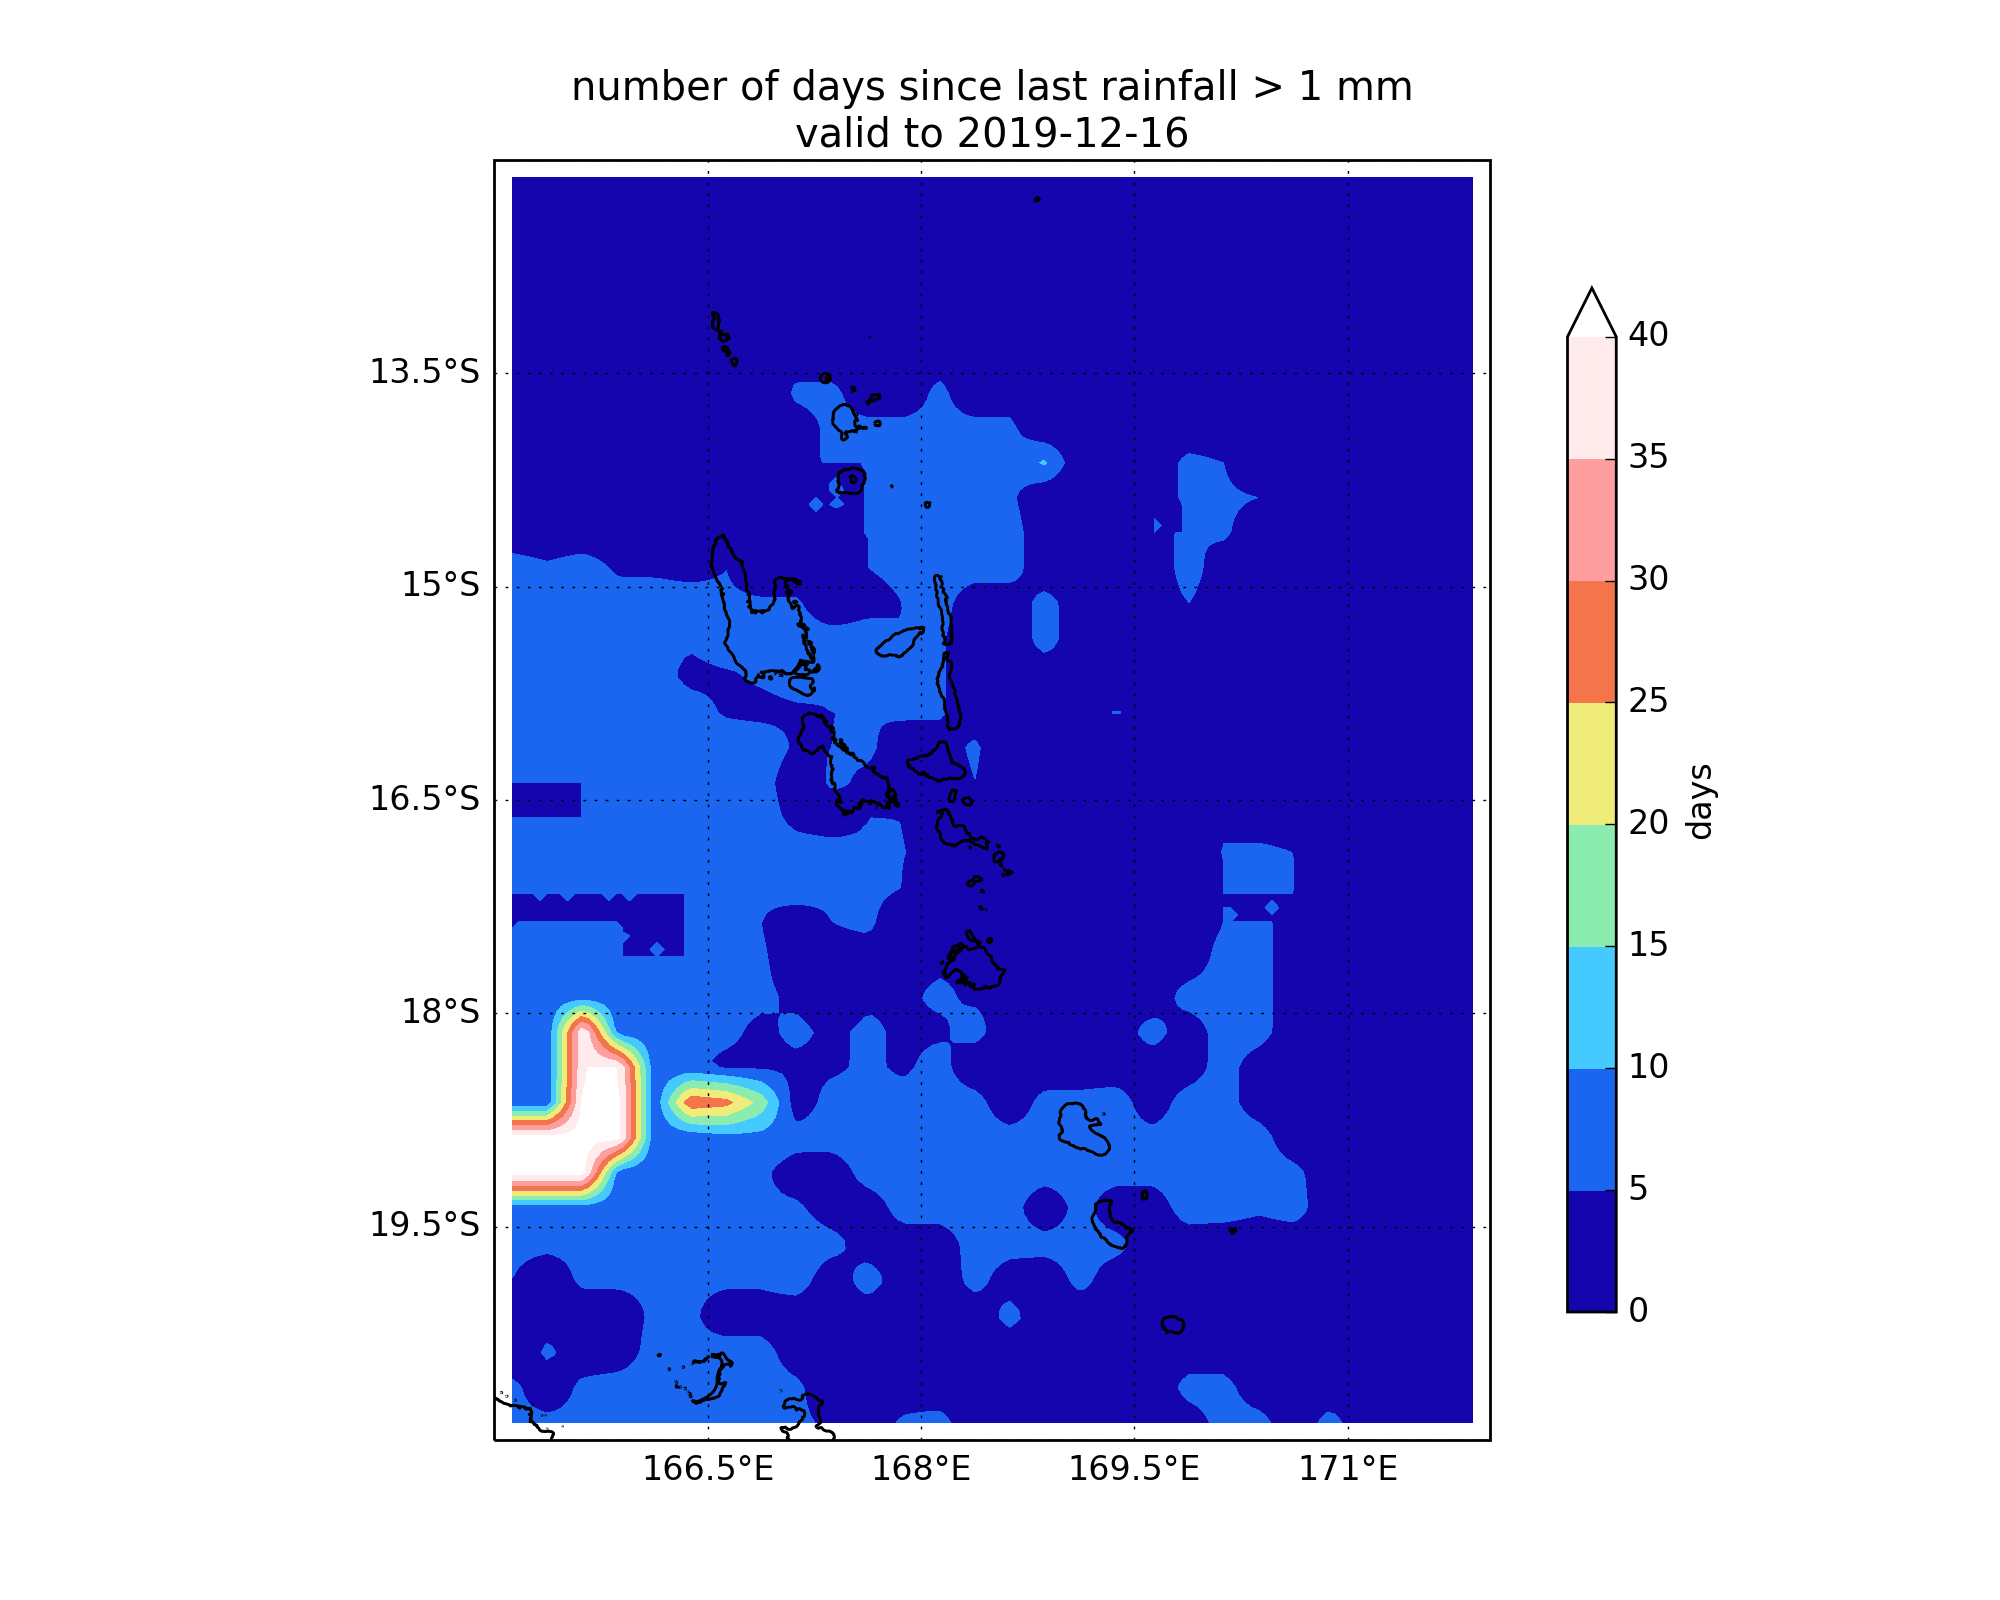 number of days since last rainfall > 1 mm
valid to 2019-12-16
13.5°S
15°S
16.5°S
18°S
19.5°S
166.5°E
168°E
169.5°E
171°E
40
35
30
25
20
15
10
5
0
days